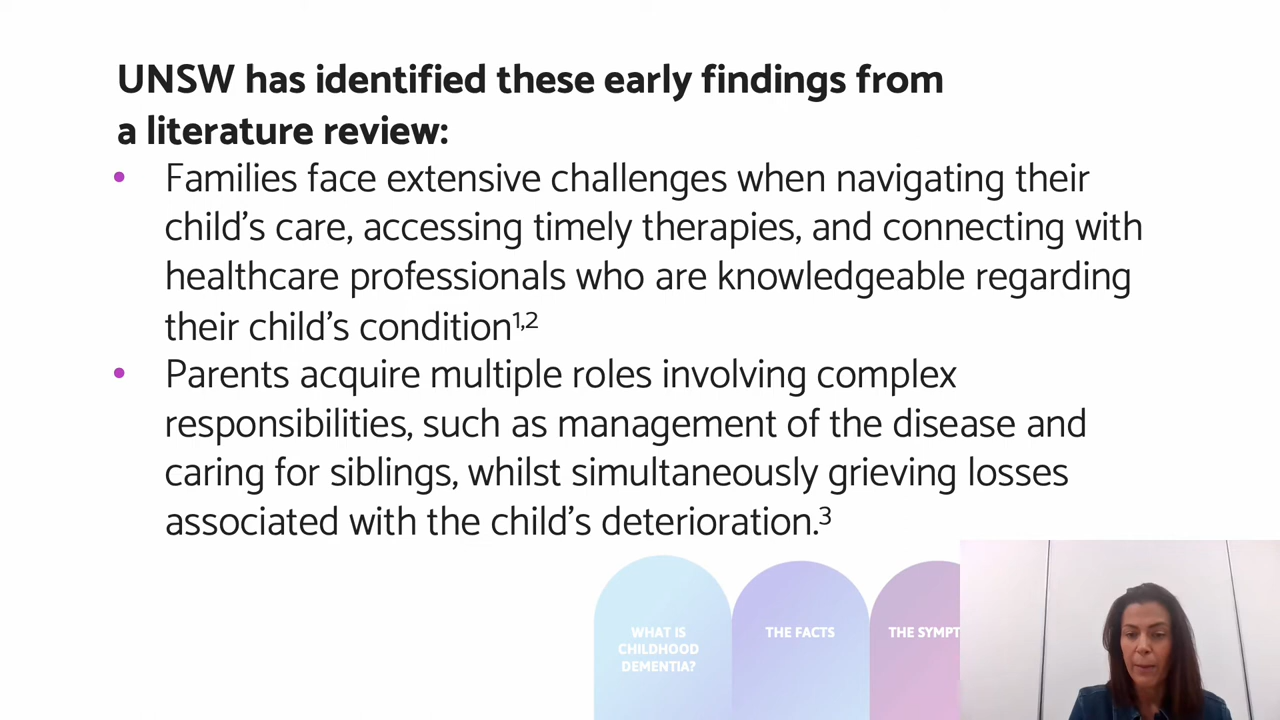 UNSW has identified these early findings from
a literature review:
• Families face extensive challenges when navigating their
child's care, accessing timely therapies, and connecting with
healthcare professionals who are knowledgeable regarding
their child's condition¹,²
• Parents acquire multiple roles involving complex
responsibilities, such as management of the disease and
caring for siblings, whilst simultaneously grieving losses
associated with the child's deterioration.³
WHAT IS
CHILDHOOD
DEMENTIA?
THE FACTS
THE SYMPT